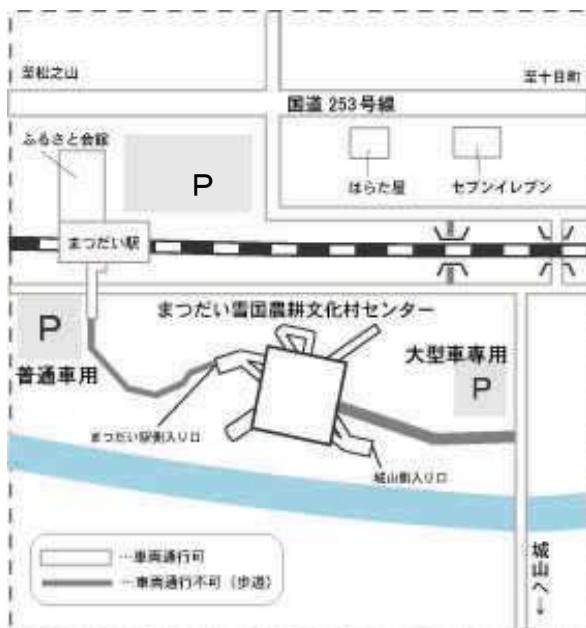 至松之山
至十日町
国道253号線
ふるさと会館
P
はらた屋
セブンイレブン
まつだい駅
まつだい雪国農耕文化村センター
P
普通車用
大型車専用
P
まつだい駅側入り口
城山側入り口
…車両通行可
…車両通行不可（歩道）
城山へ↓